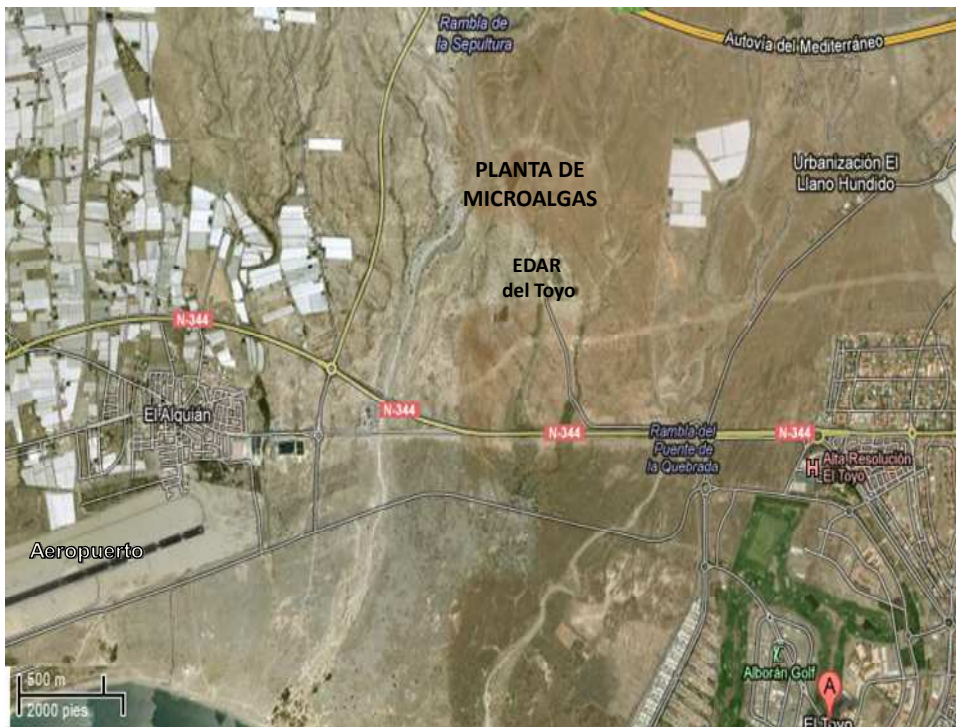 Rambla de
la Sepultura
Autovía del Mediterráneo
PLANTA DE
MICROALGAS
Urbanización El
Llano Hundido
EDAR
del Toyo
N-344
El Alquián
N-344
N-344
Rambla del
Puente de
la Quebrada
N-344
H Alta Resolución
El Toyo
Aeropuerto
Alborán Golf
A
El Toyo
500 m
2000 pies